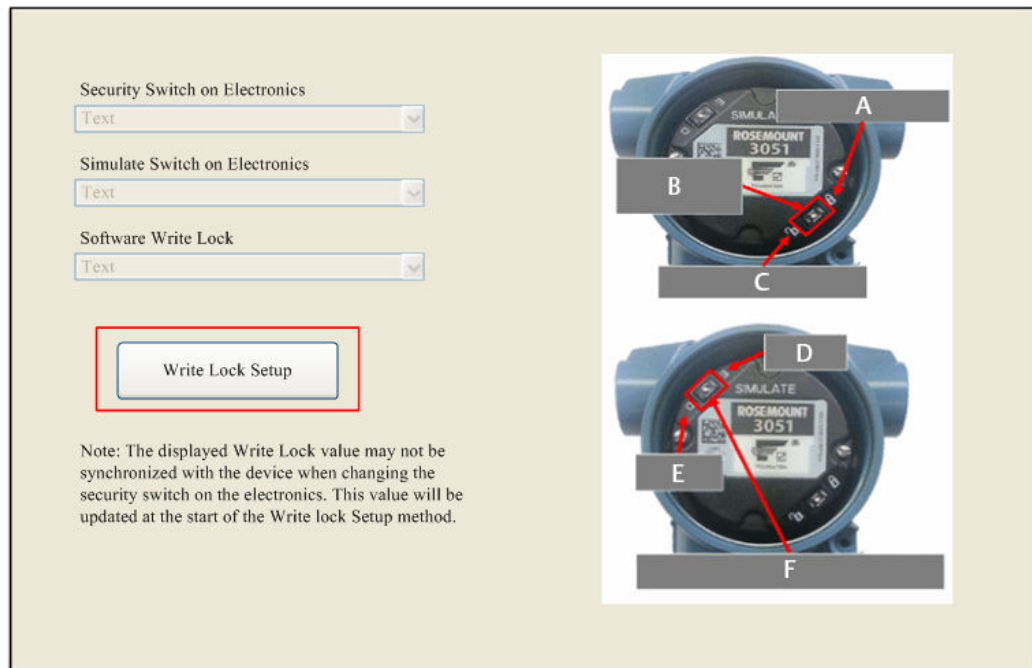 Security Switch on Electronics
Text
Simulate Switch on Electronics
Text
Software Write Lock
Text
Write Lock Setup
Note: The displayed Write Lock value may not be
synchronized with the device when changing the
security switch on the electronics. This value will be
updated at the start of the Write lock Setup method.
A
SIMULA
ROSEMOUNT
3051
B
C
D
SIMULATE
ROSEMOUNT
3051
E
F